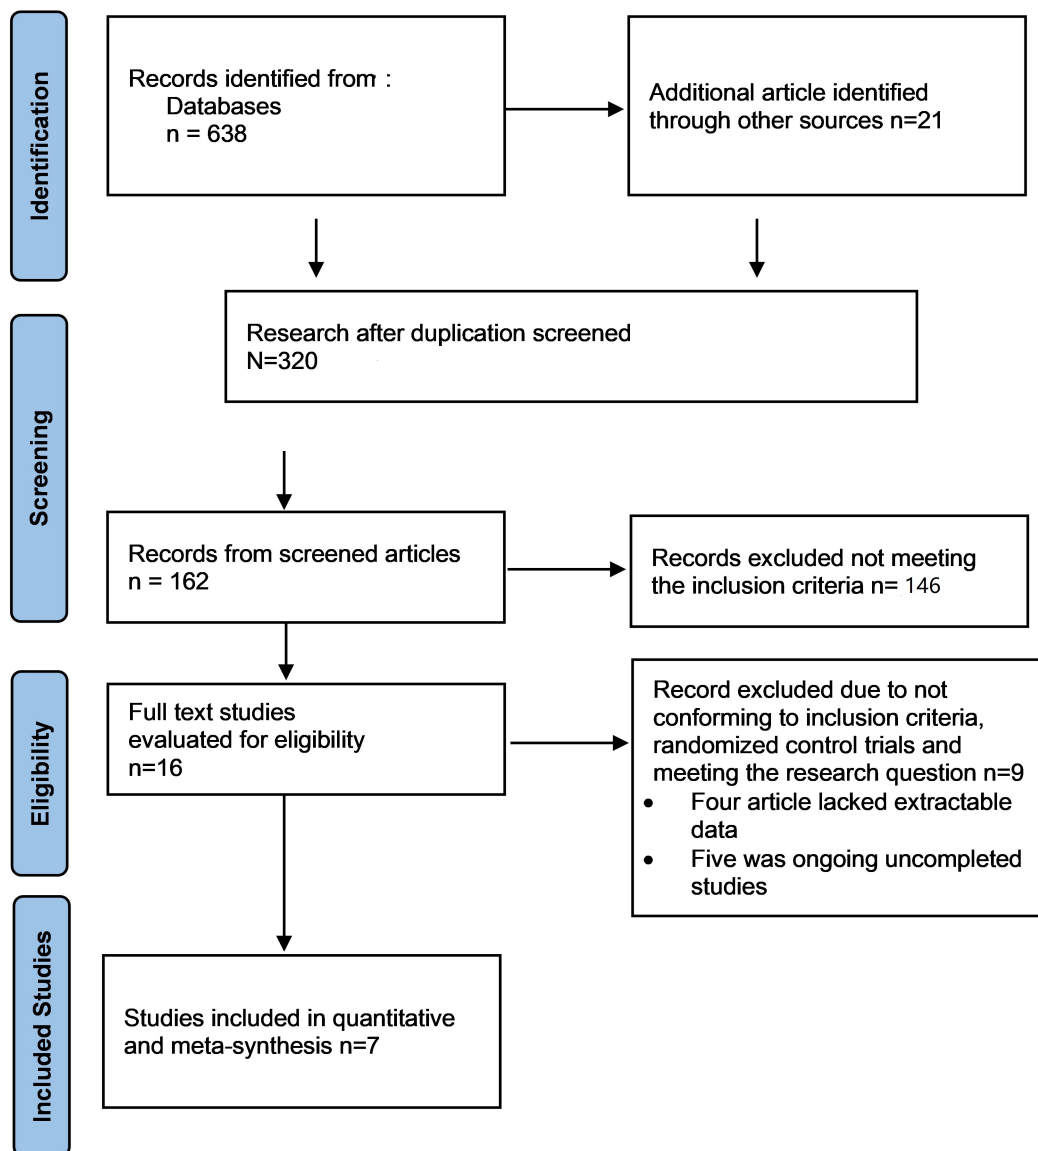 Identification
Records identified from :
Databases
n = 638
Additional article identified
through other sources n=21
Screening
Research after duplication screened
N=320
Records from screened articles
n = 162
Records excluded not meeting
the inclusion criteria n= 146
Eligibility
Full text studies
evaluated for eligibility
n=16
Record excluded due to not
conforming to inclusion criteria,
randomized control trials and
meeting the research question n=9
• Four article lacked extractable
data
• Five was ongoing uncompleted
studies
Included Studies
Studies included in quantitative
and meta-synthesis n=7